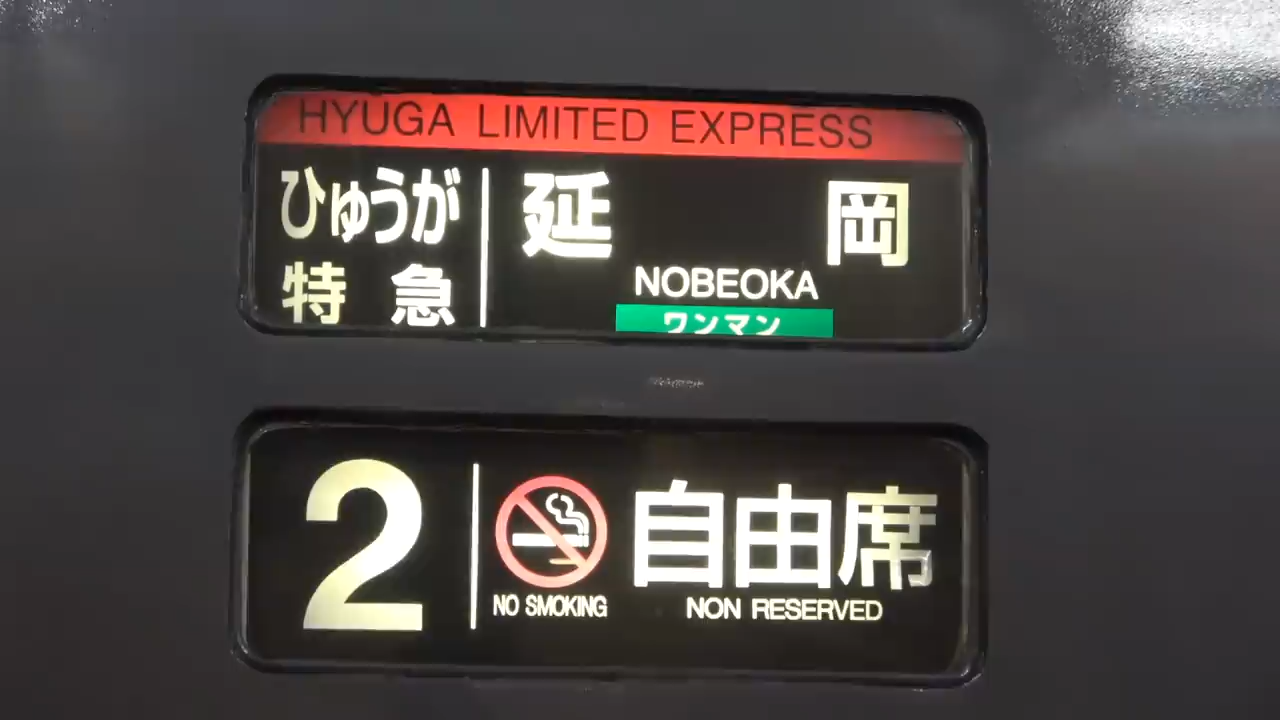 HYUGA LIMITED EXPRESS
ひゅうが 延 岡
特 急 NOBEOKA
ワンマン
2 自由席
NO SMOKING NON RESERVED